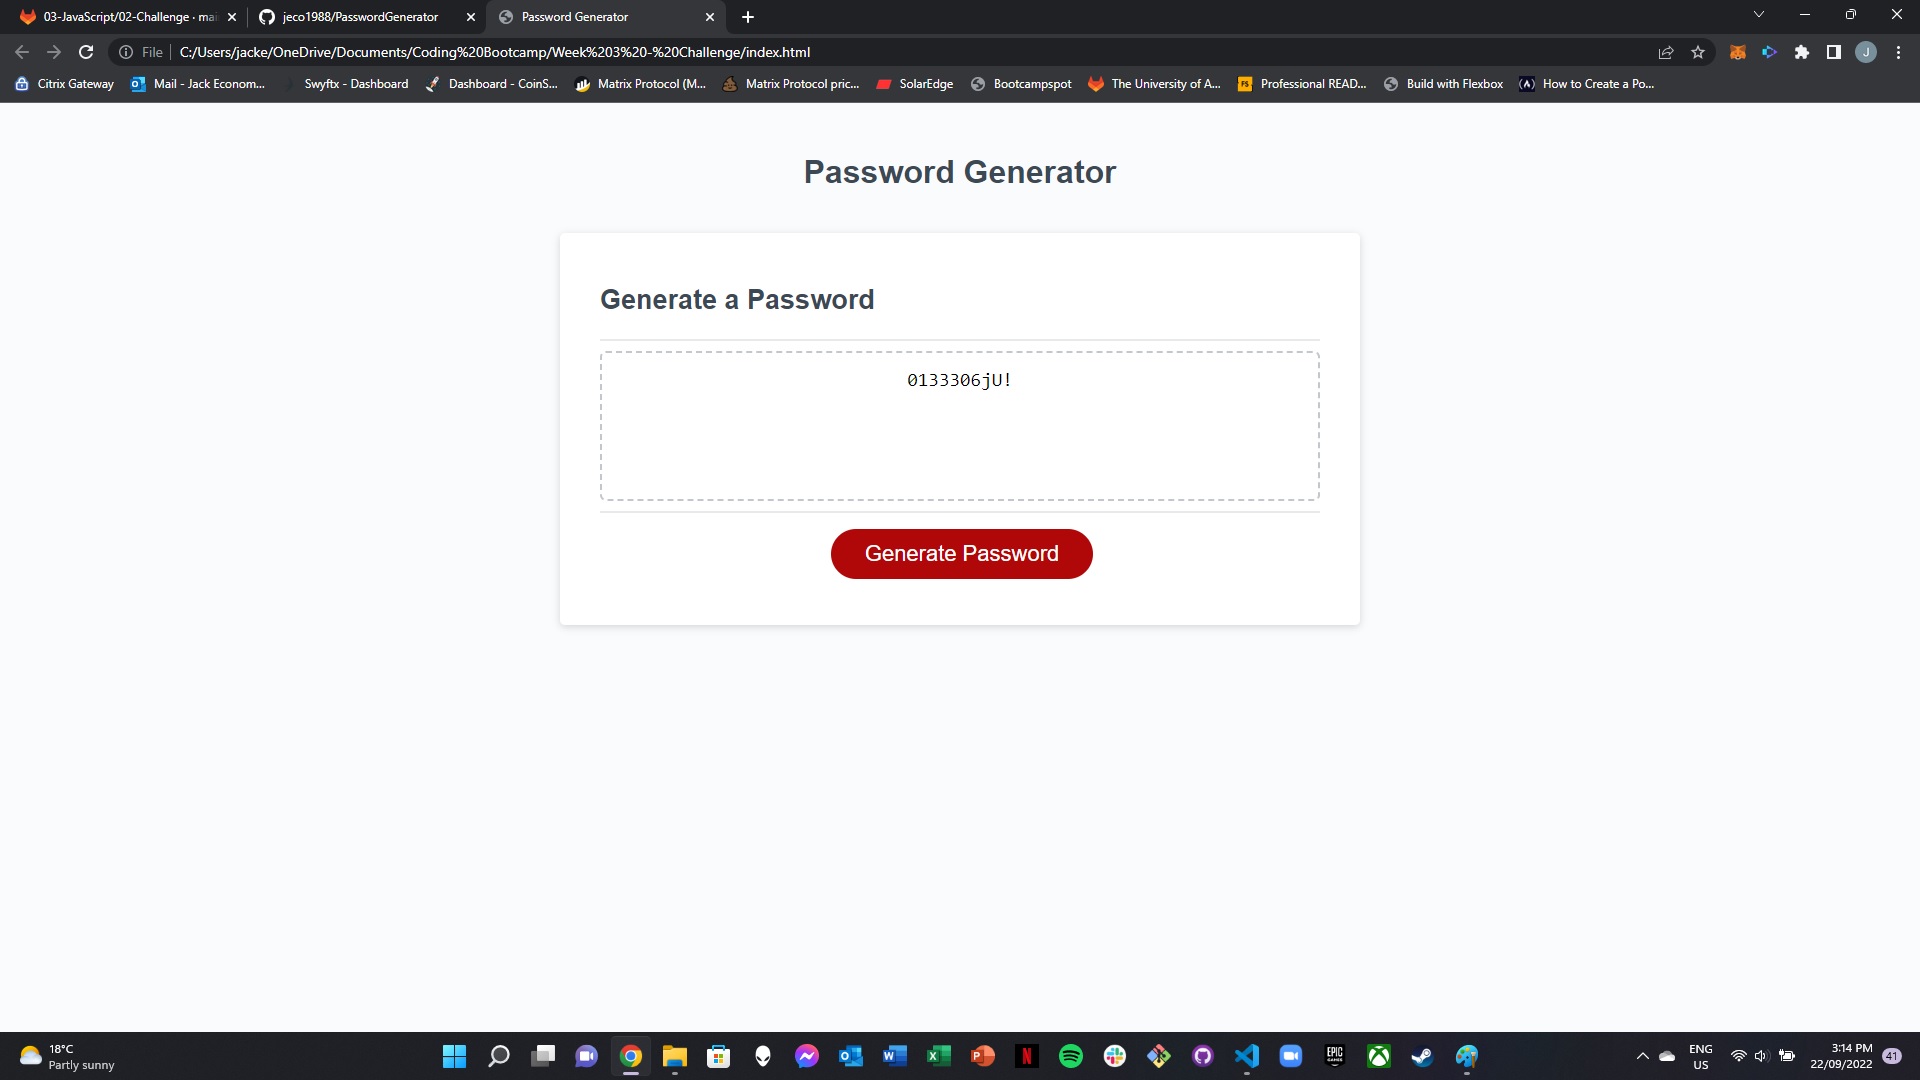 03-JavaScript/02-Challenge · mai
jeco1988/PasswordGenerator
Password Generator
File
C:/Users/jacke/OneDrive/Documents/Coding%20Bootcamp/Week%203%20-%20Challenge/index.html
J
Citrix Gateway
Mail - Jack Econom...
Swyftx - Dashboard
Dashboard - CoinS...
Matrix Protocol (M...
Matrix Protocol pric...
SolarEdge
Bootcampspot
The University of A...
FS
Professional READ...
Build with Flexbox
How to Create a Po...
Password Generator
Generate a Password
0133306jU!
Generate Password
18°C
Partly sunny
N
EPIC
GAMES
ENG
US
3:14 PM
22/09/2022
41